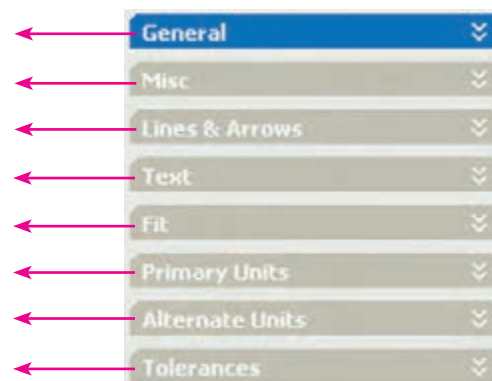 General
Misc
Lines & Arrows
Text
Fit
Primary Units
Alternate Units
Tolerances